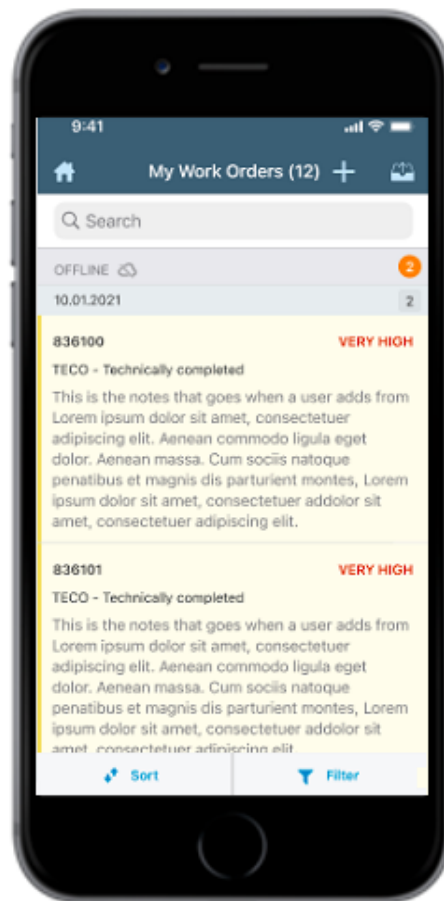 9:41
My Work Orders (12)
Search
OFFLINE 2
10.01.2021 2
836100 VERY HIGH
TECO - Technically completed
This is the notes that goes when a user adds from
Lorem ipsum dolor sit amet, consectetuer
adipiscing elit. Aenean commodo ligula eget
dolor. Aenean massa. Cum sociis natoque
penatibus et magnis dis parturient montes, Lorem
ipsum dolor sit amet, consectetuer addolor sit
amet, consectetuer adipiscing elit.
836101 VERY HIGH
TECO - Technically completed
This is the notes that goes when a user adds from
Lorem ipsum dolor sit amet, consectetuer
adipiscing elit. Aenean commodo ligula eget
dolor. Aenean massa. Cum sociis natoque
penatibus et magnis dis parturient montes, Lorem
ipsum dolor sit amet, consectetuer addolor sit
amet, consectetuer adipiscing elit
Sort Filter